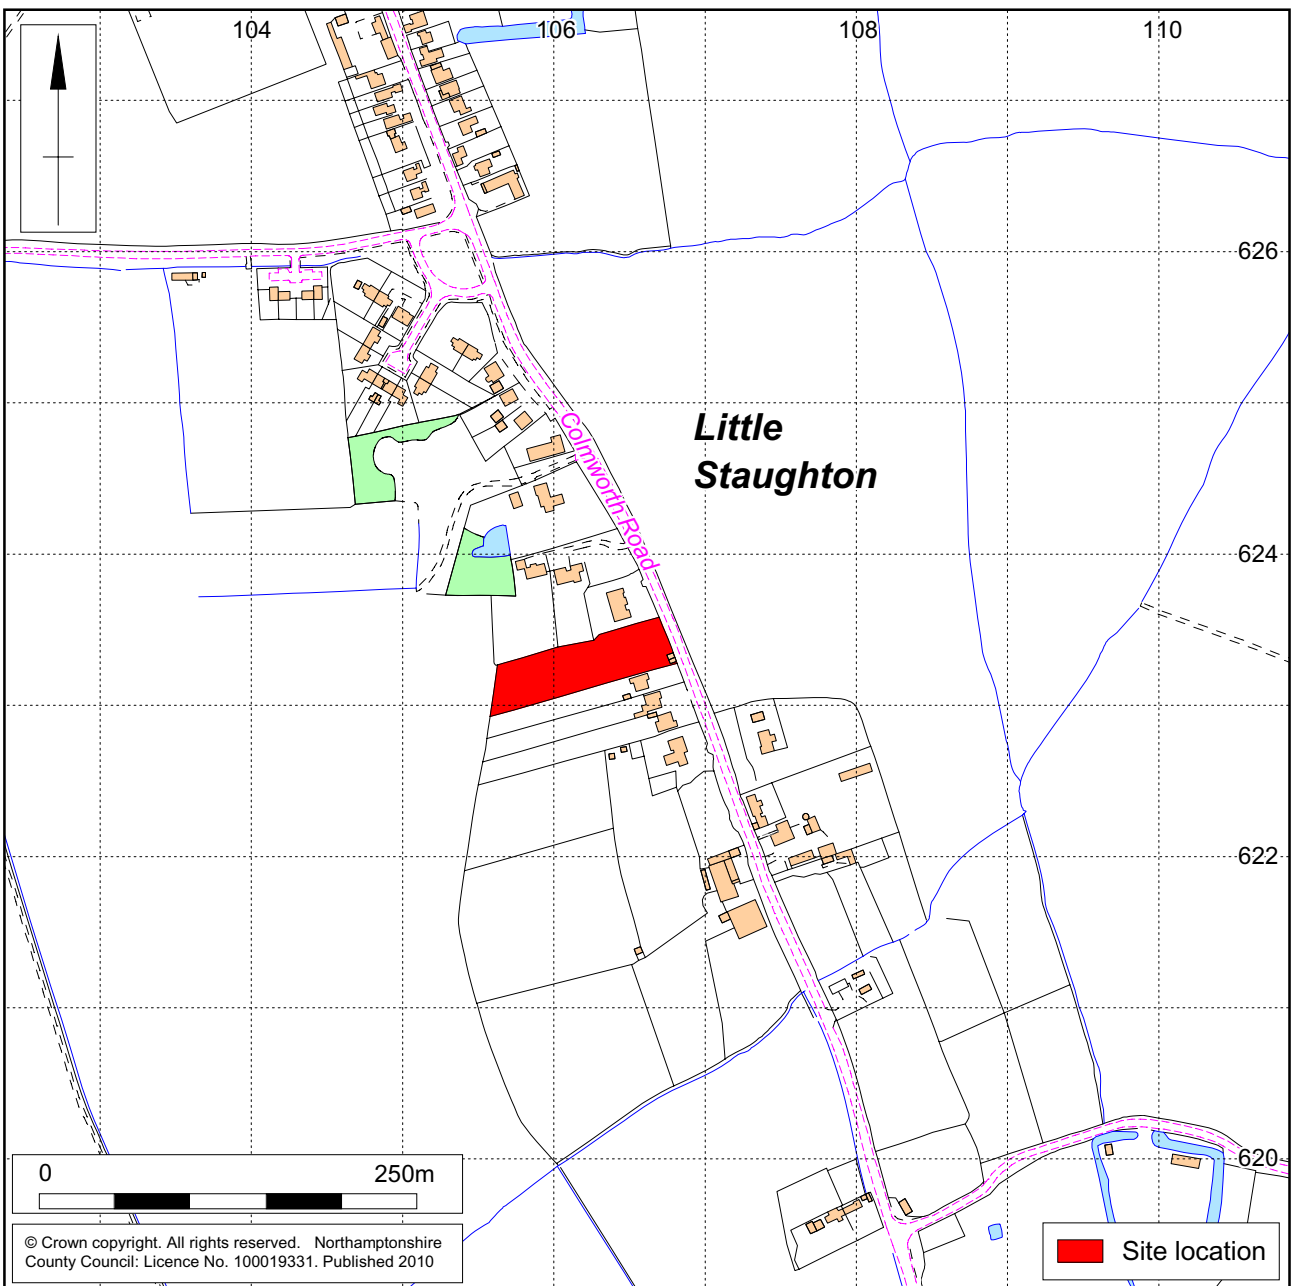 104
106
108
110
626
Little
Staughton
Colmworth Road
624
622
620
0 250m
© Crown copyright. All rights reserved. Northamptonshire
County Council: Licence No. 100019331. Published 2010
Site location